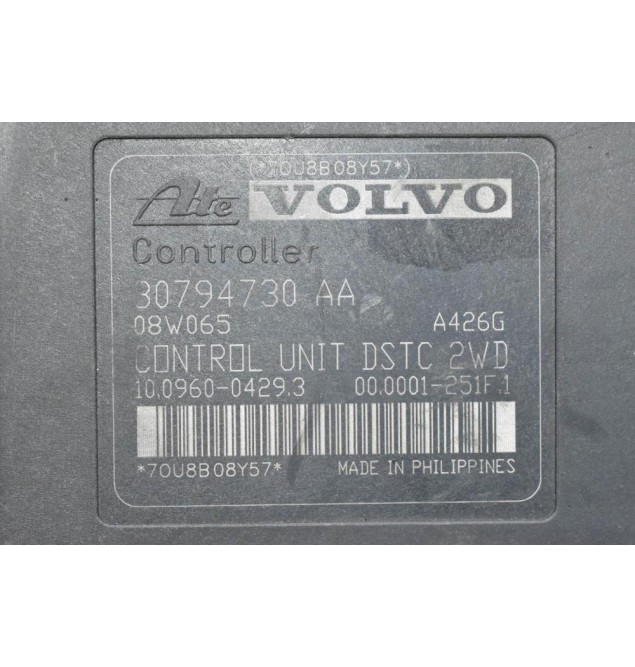 (*70U8B08Y57*)
Ate VOLVO
Controller
30794730 AA
08W065 A426G
CONTROL UNIT DSTC 2WD
10.0960-0429.3 00.0001-251F.1
*70U8B08Y57* MADE IN PHILIPPINES